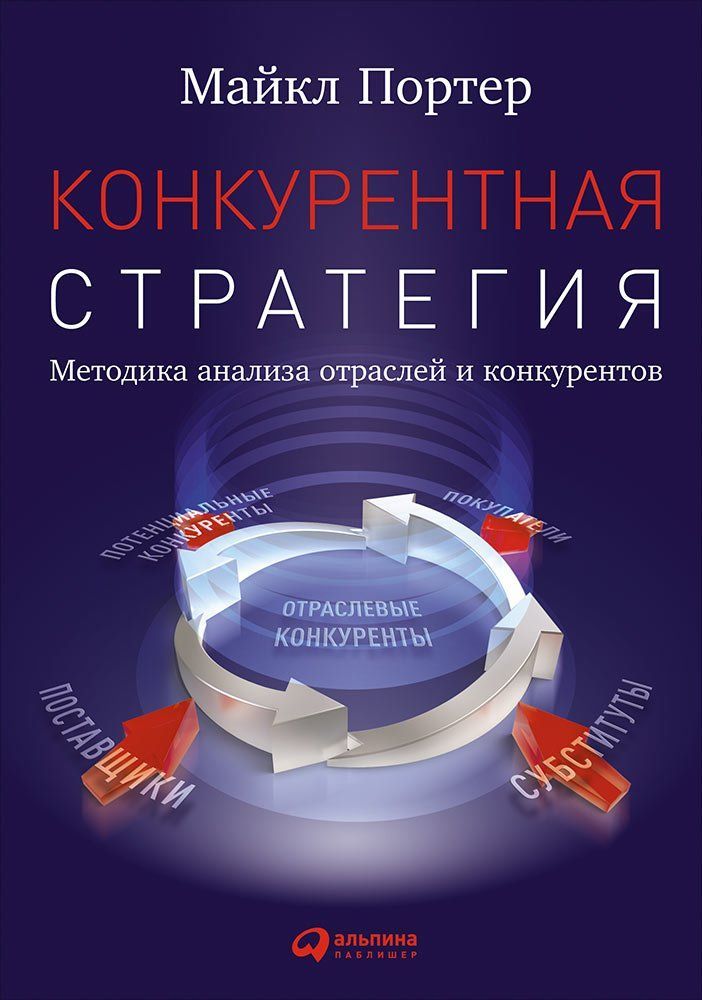 Майкл Портер
КОНКУРЕНТНАЯ
СТРАТЕГИЯ
Методика анализа отраслей и конкурентов
ПОТЕНЦИАЛЬНЫЕ
КОНКУРЕНТЫ
ПОКУПАТЕЛИ
ОТРАСЛЕВЫЕ
КОНКУРЕНТЫ
ПОСТАВЩИКИ
СУБСТИТУТЫ
альпина
ПАБЛИШЕР